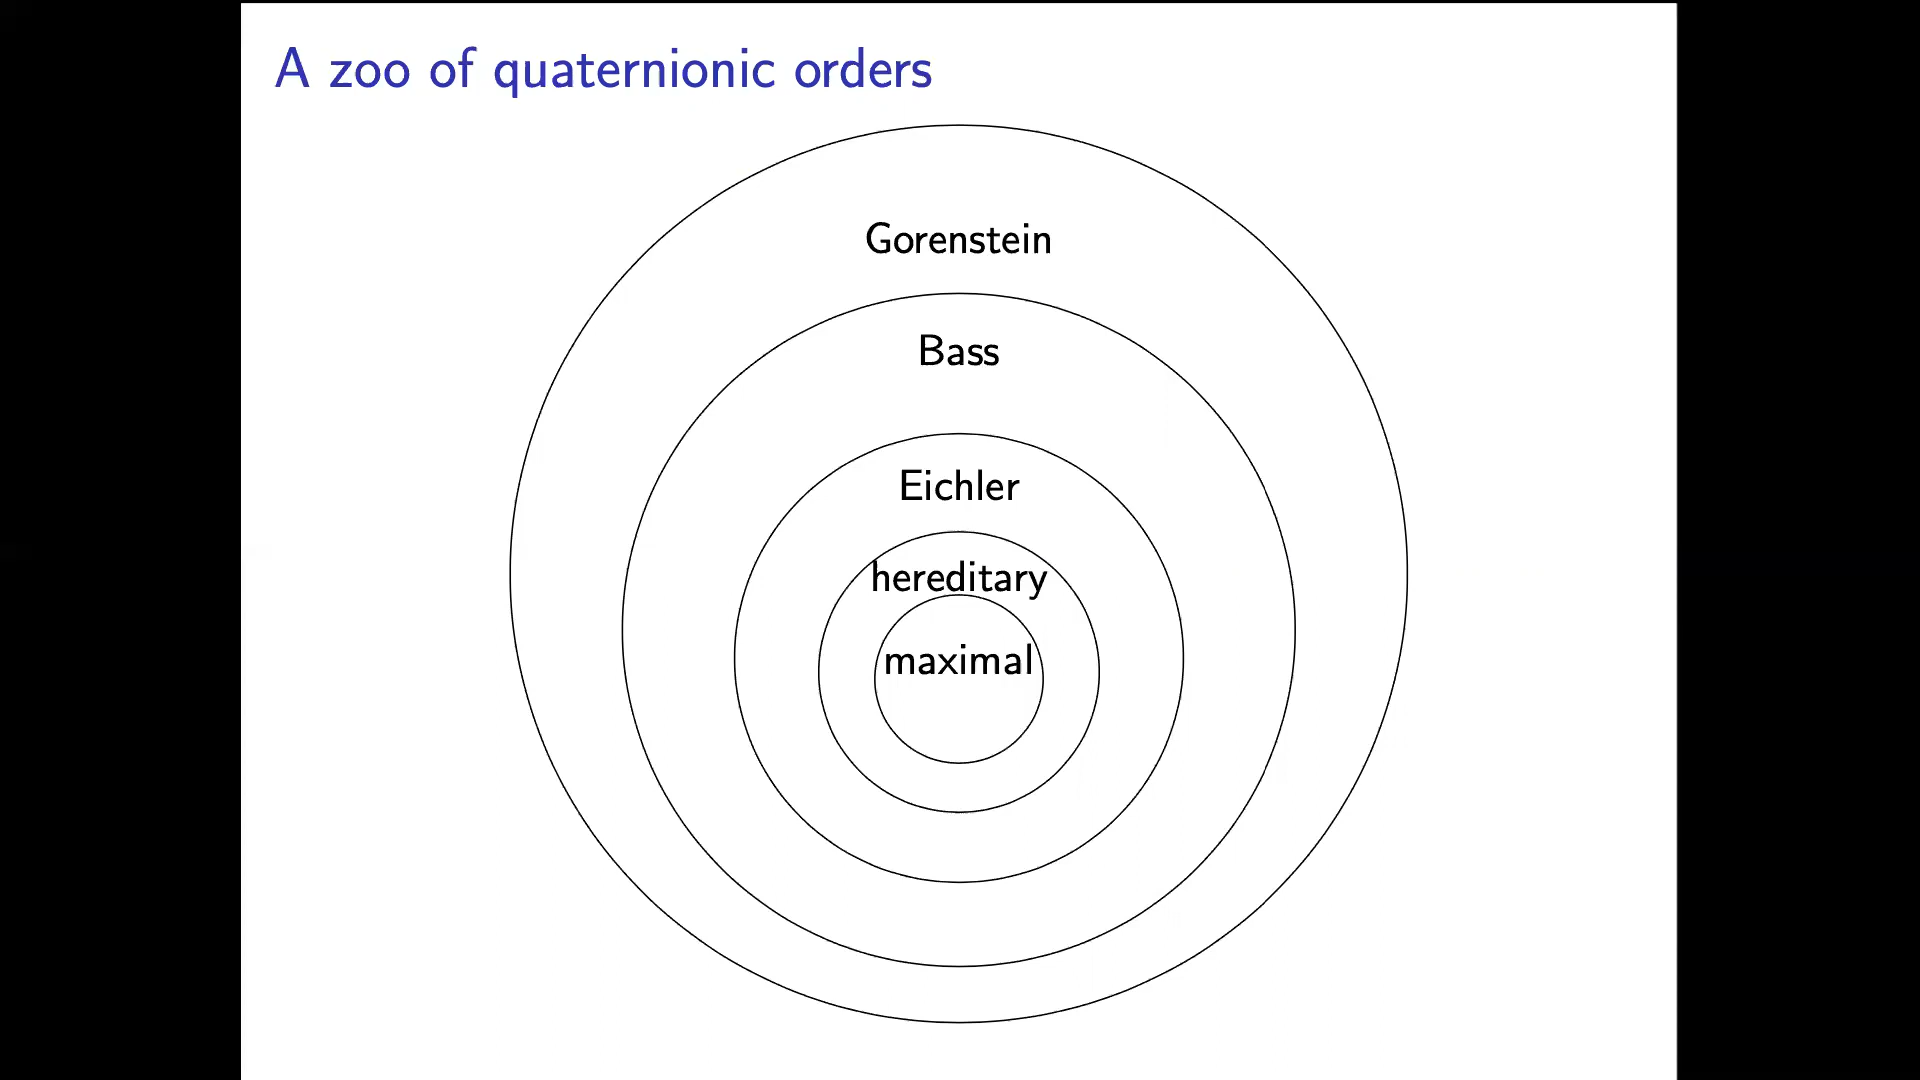 A zoo of quaternionic orders
Gorenstein
Bass
Eichler
hereditary
maximal